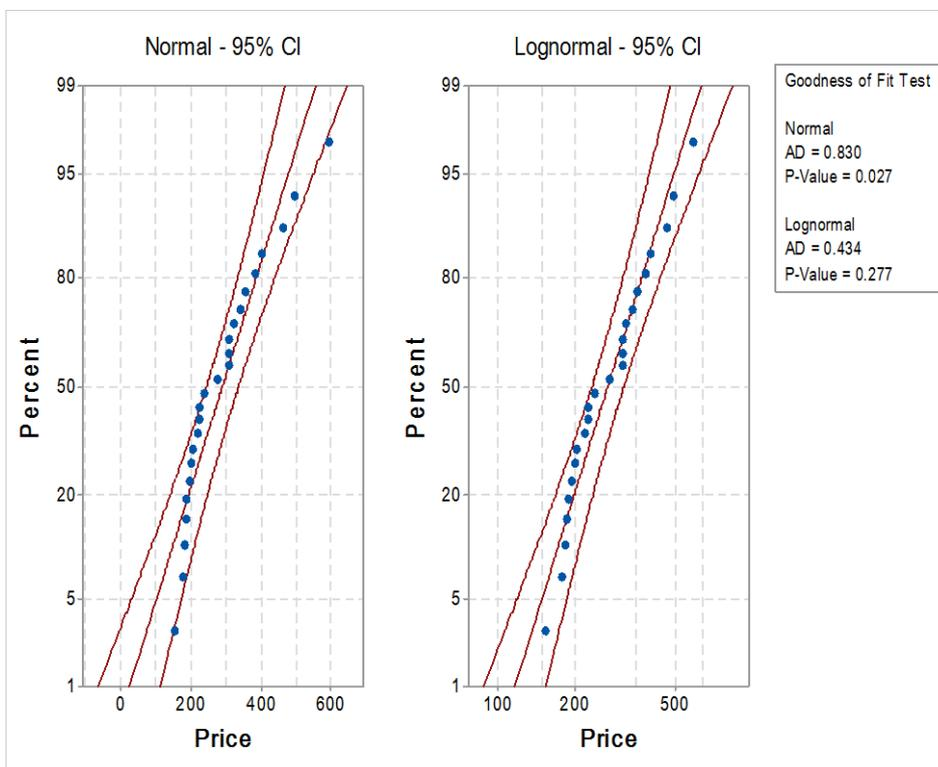 Normal - 95% CI
99
95
80
50
20
5
1
Percent
0 200 400 600
Price
Lognormal - 95% CI
99
95
80
50
20
5
1
Percent
100 200 500
Price
Goodness of Fit Test
Normal
AD = 0.830
P-Value = 0.027
Lognormal
AD = 0.434
P-Value = 0.277